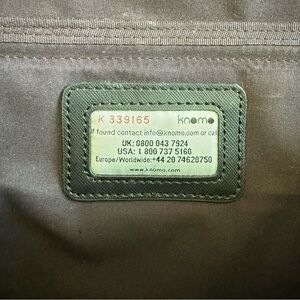 K 339165 knomo
If found contact info@knomo.com or call
UK: 0800 043 7924
USA: 1 800 737 5160
Europe/Worldwide:+44 20 74620750
www.knomo.com